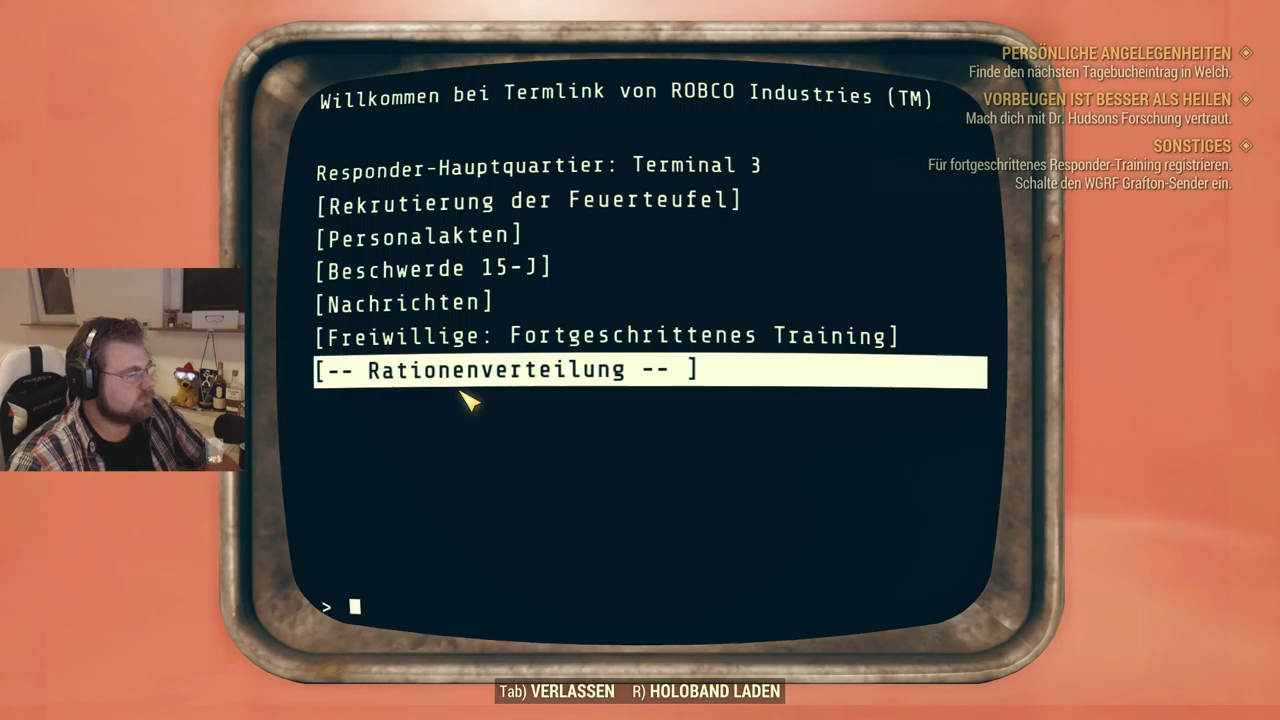 Willkommen bei Termlink von ROBCO Industries (TM)
Responder-Hauptquartier: Terminal 3
[Rekrutierung der Feuerteufel]
[Personalakten]
[Beschwerde 15-J]
[Nachrichten]
[Freiwillige: Fortgeschrittenes Training]
[-- Rationenverteilung -- ]
>
PERSÖNLICHE ANGELEGENHEITEN
Finde den nächsten Tagebucheintrag in Welch.
VORBEUGEN IST BESSER ALS HEILEN
Mach dich mit Dr. Hudsons Forschung vertraut.
SONSTIGES
Für fortgeschrittenes Responder-Training registrieren.
Schalte den WGRF Grafton-Sender ein.
Tab) VERLASSEN R) HOLOBAND LADEN